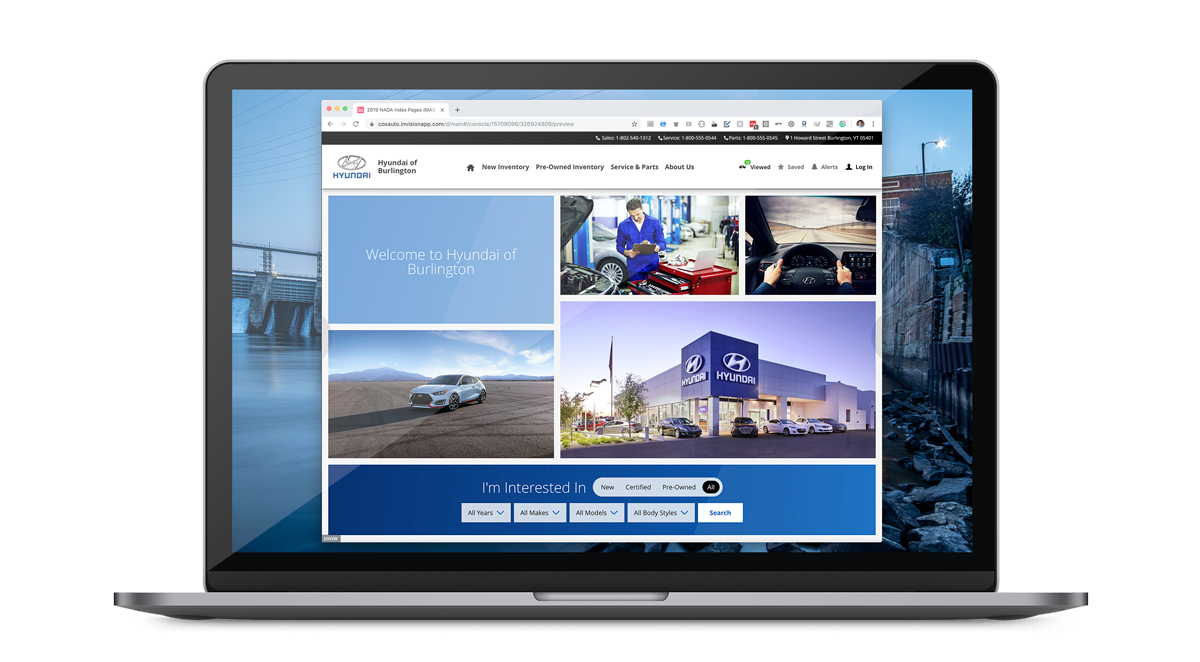 2019 NADA Index Pages (MAS
coxauto.invisionapp.com/d/main#/console/15709096/326924809/preview
Sales: 1-802-540-1312 Service: 1-800-555-0544 Parts: 1-800-555-0545 1 Howard Street Burlington, VT 05401
HYUNDAI
Hyundai of
Burlington
New Inventory Pre-Owned Inventory Service & Parts About Us
Viewed Saved Alerts Log In
Welcome to Hyundai of
Burlington
HYUNDAI HYUNDAI
I'm Interested In New Certified Pre-Owned All
All Years All Makes All Models All Body Styles Search
SHOW